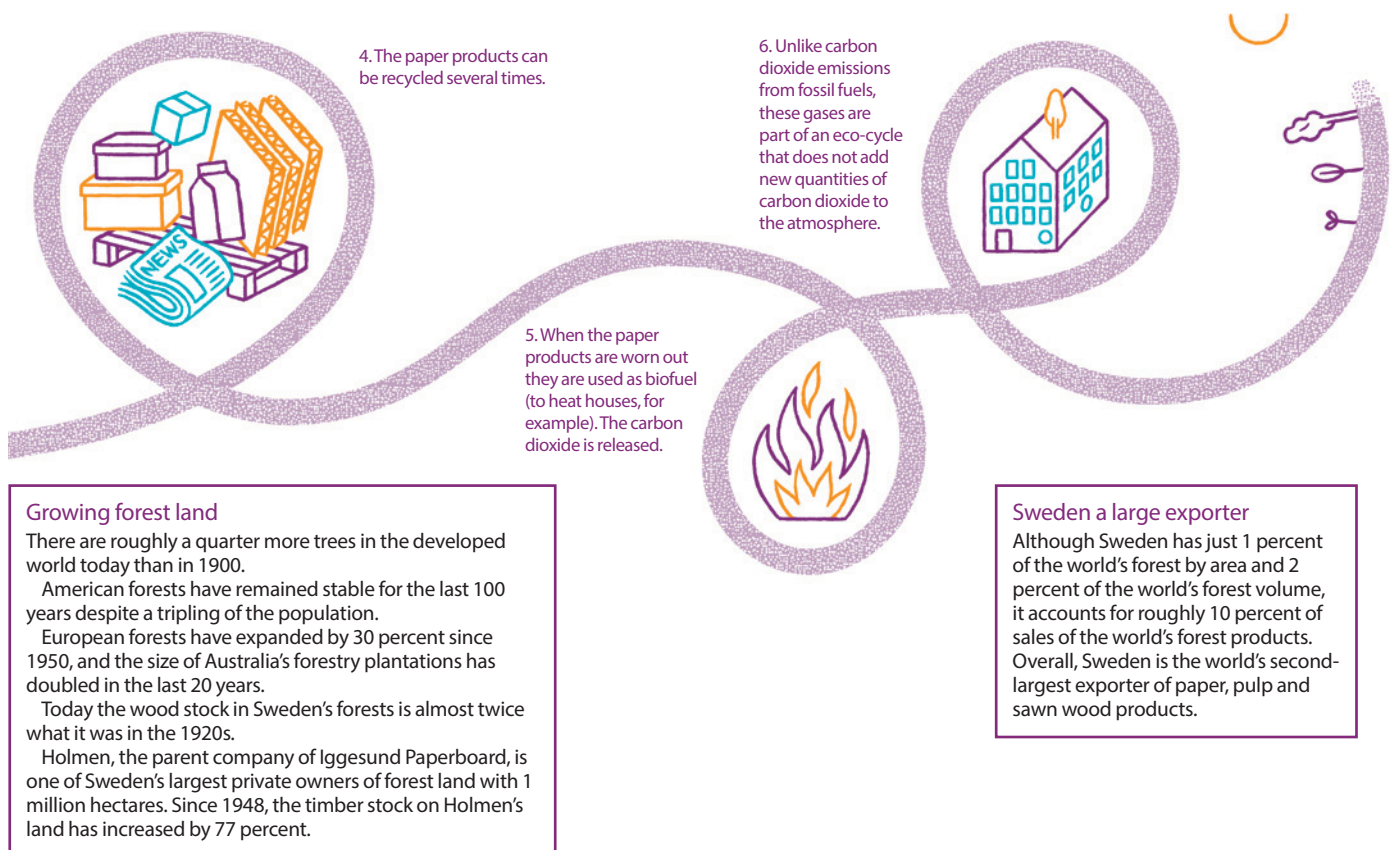 4. The paper products can
be recycled several times.
6. Unlike carbon
dioxide emissions
from fossil fuels,
these gases are
part of an eco-cycle
that does not add
new quantities of
carbon dioxide to
the atmosphere.
NEWS
5. When the paper
products are worn out
they are used as biofuel
(to heat houses, for
example). The carbon
dioxide is released.
Growing forest land
There are roughly a quarter more trees in the developed
world today than in 1900.
American forests have remained stable for the last 100
years despite a tripling of the population.
European forests have expanded by 30 percent since
1950, and the size of Australia’s forestry plantations has
doubled in the last 20 years.
Today the wood stock in Sweden’s forests is almost twice
what it was in the 1920s.
Holmen, the parent company of Iggesund Paperboard, is
one of Sweden’s largest private owners of forest land with 1
million hectares. Since 1948, the timber stock on Holmen’s
land has increased by 77 percent.
Sweden a large exporter
Although Sweden has just 1 percent
of the world’s forest by area and 2
percent of the world’s forest volume,
it accounts for roughly 10 percent of
sales of the world’s forest products.
Overall, Sweden is the world’s second-
largest exporter of paper, pulp and
sawn wood products.